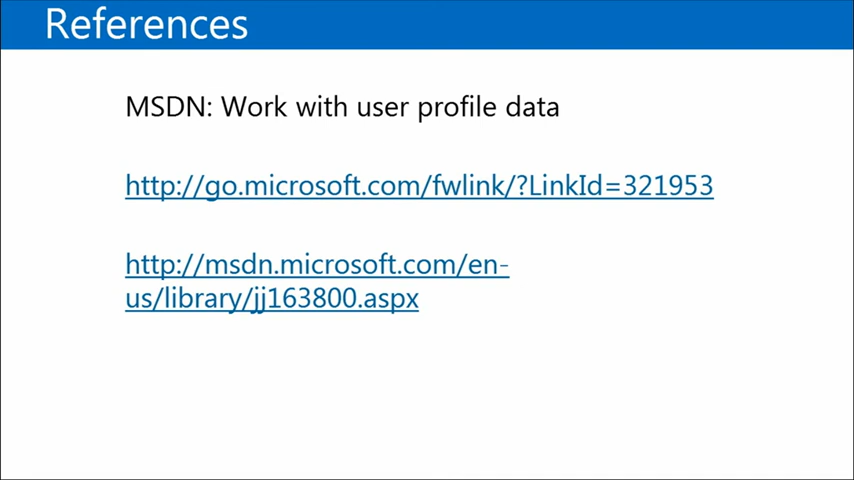 References
MSDN: Work with user profile data
http://go.microsoft.com/fwlink/?LinkId=321953
http://msdn.microsoft.com/en-
us/library/jj163800.aspx